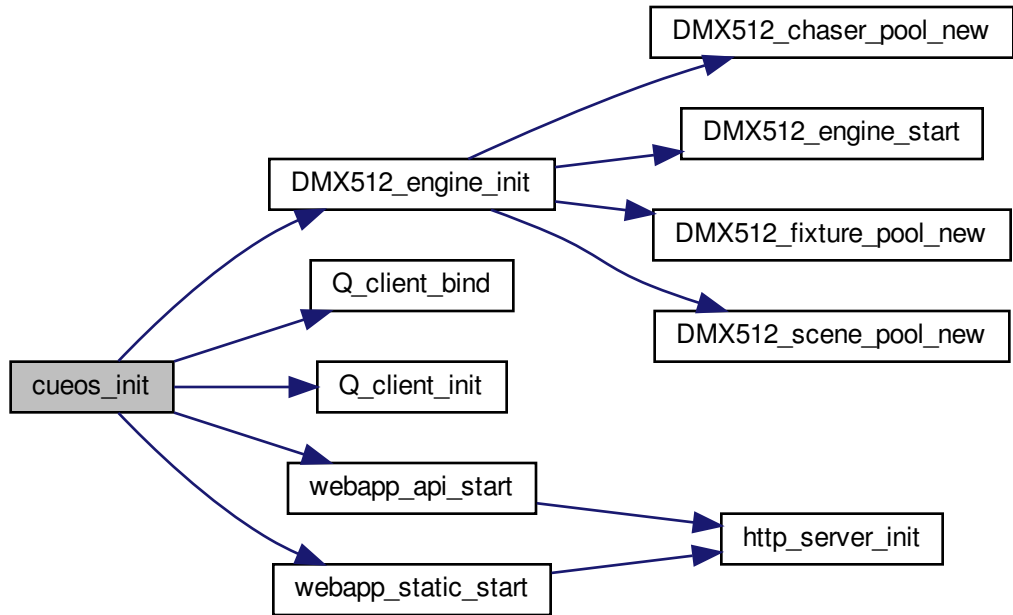 DMX512_chaser_pool_new
DMX512_engine_start
DMX512_engine_init
DMX512_fixture_pool_new
Q_client_bind
DMX512_scene_pool_new
cueos_init
Q_client_init
webapp_api_start
http_server_init
webapp_static_start